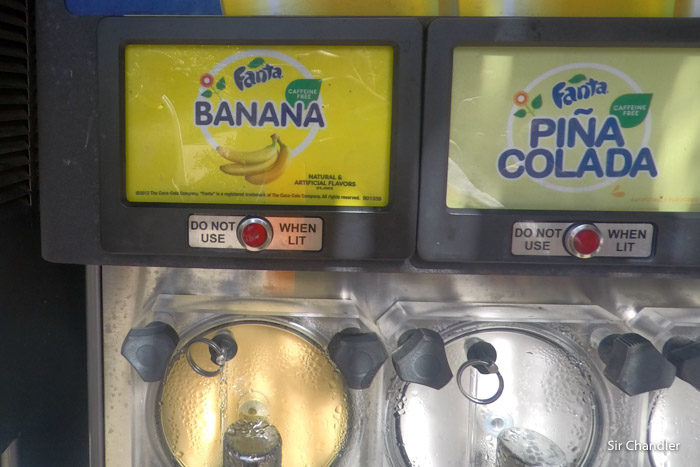 Fanta
CAFFEINE
FREE
BANANA
NATURAL &
ARTIFICIAL FLAVORS
DO NOT USE
WHEN LIT
Fanta
CAFFEINE
FREE
PIÑA
COLADA
DO NOT USE
WHEN LIT
Sir Chandler